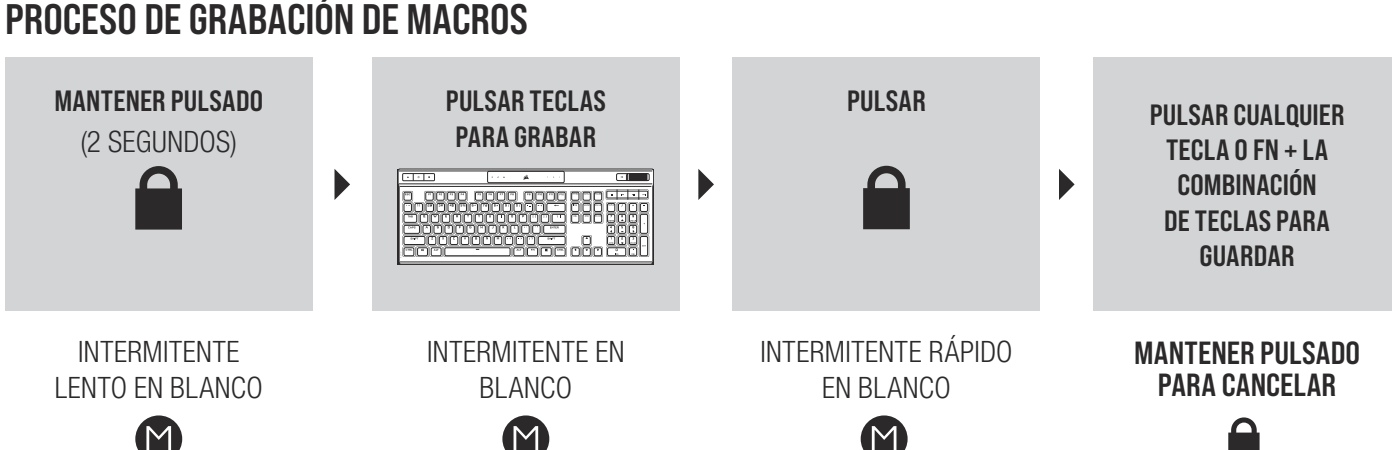 PROCESO DE GRABACIÓN DE MACROS
MANTENER PULSADO
(2 SEGUNDOS)
PULSAR TECLAS
PARA GRABAR
PULSAR
PULSAR CUALQUIER
TECLA O FN + LA
COMBINACIÓN
DE TECLAS PARA
GUARDAR
INTERMITENTE
LENTO EN BLANCO
M
INTERMITENTE EN
BLANCO
M
INTERMITENTE RÁPIDO
EN BLANCO
M
MANTENER PULSADO
PARA CANCELAR